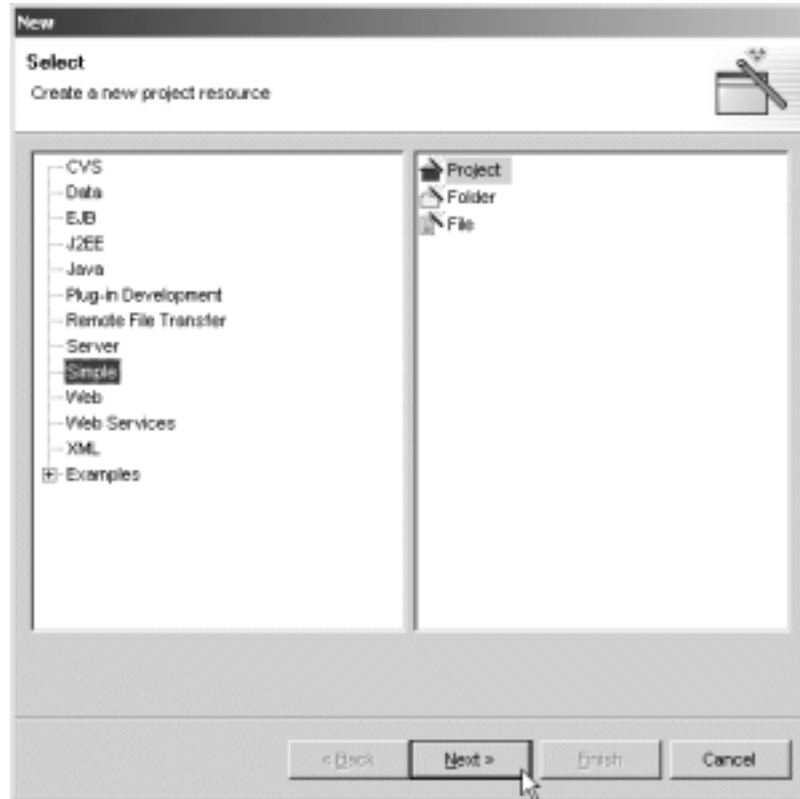 New
Select
Create a new project resource
CVS
Data
EJB
J2EE
Java
Plug-in Development
Remote File Transfer
Server
Simple
Web
Web Services
XML
Examples
Project
Folder
File
< Back
Next >
Finish
Cancel